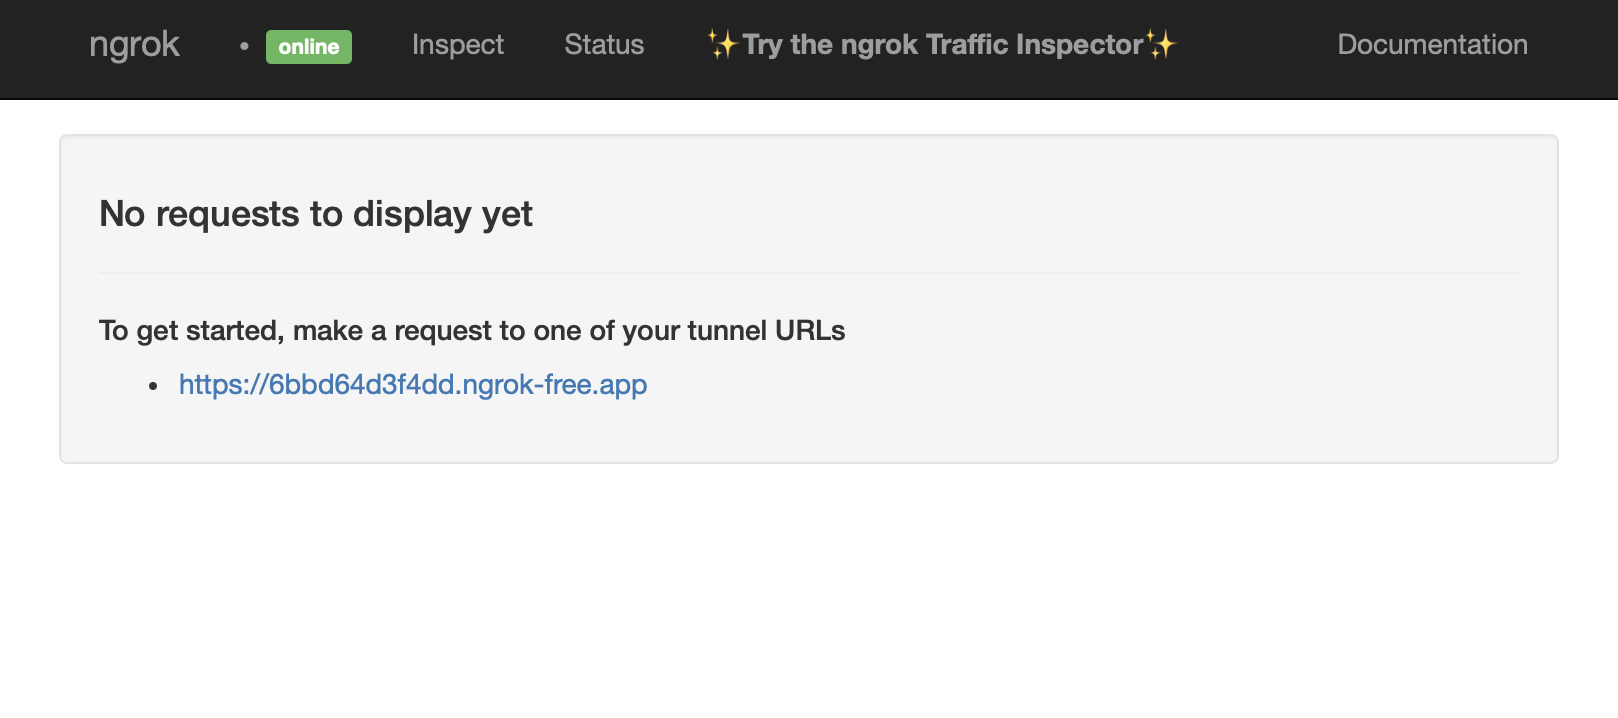 ngrok • online Inspect Status ✨Try the ngrok Traffic Inspector✨ Documentation
No requests to display yet
To get started, make a request to one of your tunnel URLs
• https://6bbd64d3f4dd.ngrok-free.app